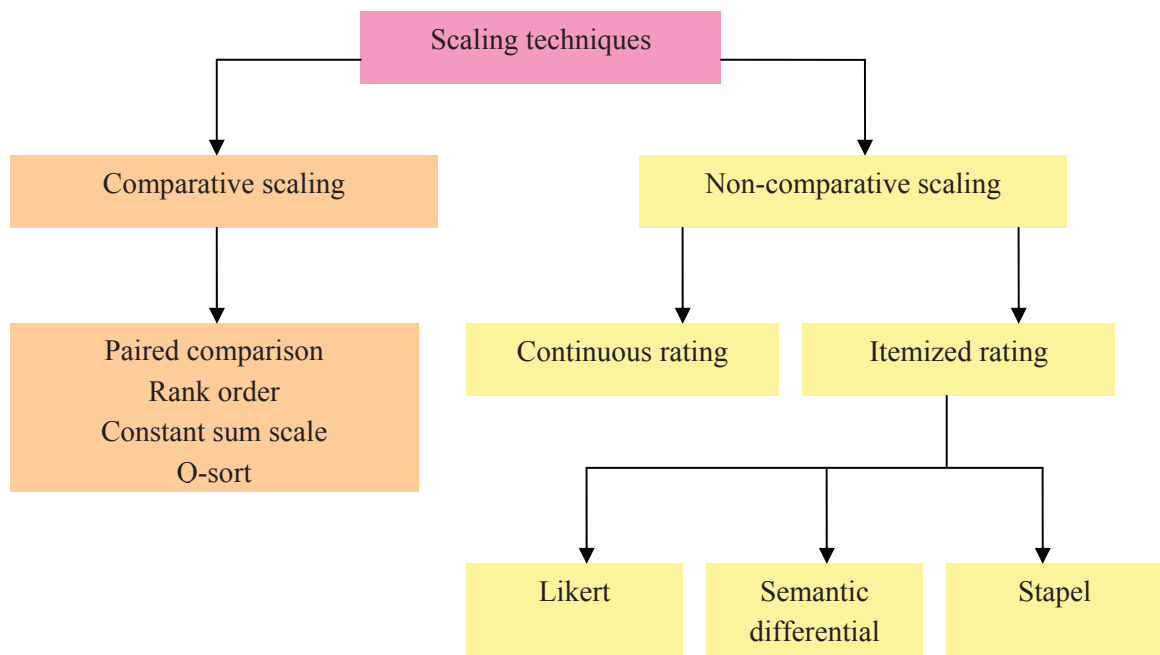 Scaling techniques
Comparative scaling
Non-comparative scaling
Paired comparison
Rank order
Constant sum scale
O-sort
Continuous rating
Itemized rating
Likert
Semantic
differential
Stapel